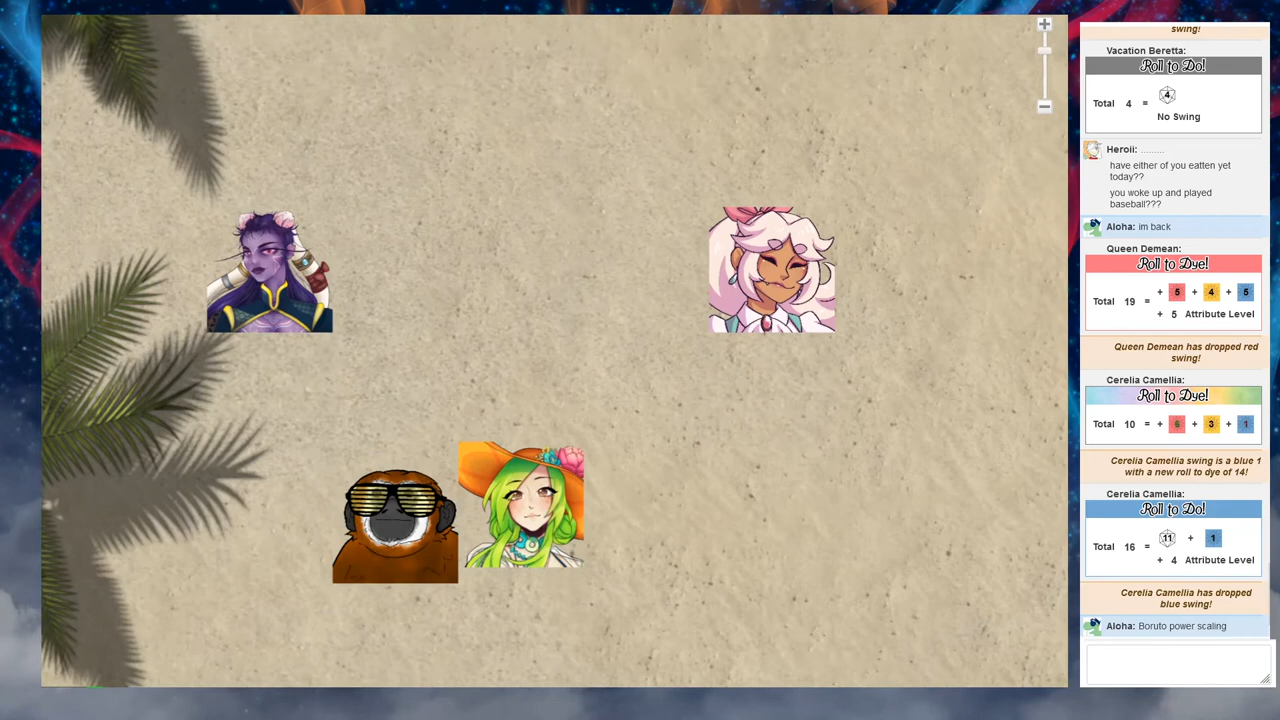 swing!
Vacation Beretta:
Roll to Do!
Total 4 = 4
No Swing
Heroii: .........
have either of you eatten yet
today??
you woke up and played
baseball???
Aloha: im back
Queen Demean:
Roll to Dye!
Total 19 = + 5 + 4 + 5
+ 5 Attribute Level
Queen Demean has dropped red
swing!
Cerelia Camellia:
Roll to Dye!
Total 10 = + 6 + 3 + 1
Cerelia Camellia swing is a blue 1
with a new roll to dye of 14!
Cerelia Camellia:
Roll to Do!
Total 16 = 11 + 1
+ 4 Attribute Level
Cerelia Camellia has dropped
blue swing!
Aloha: Boruto power scaling